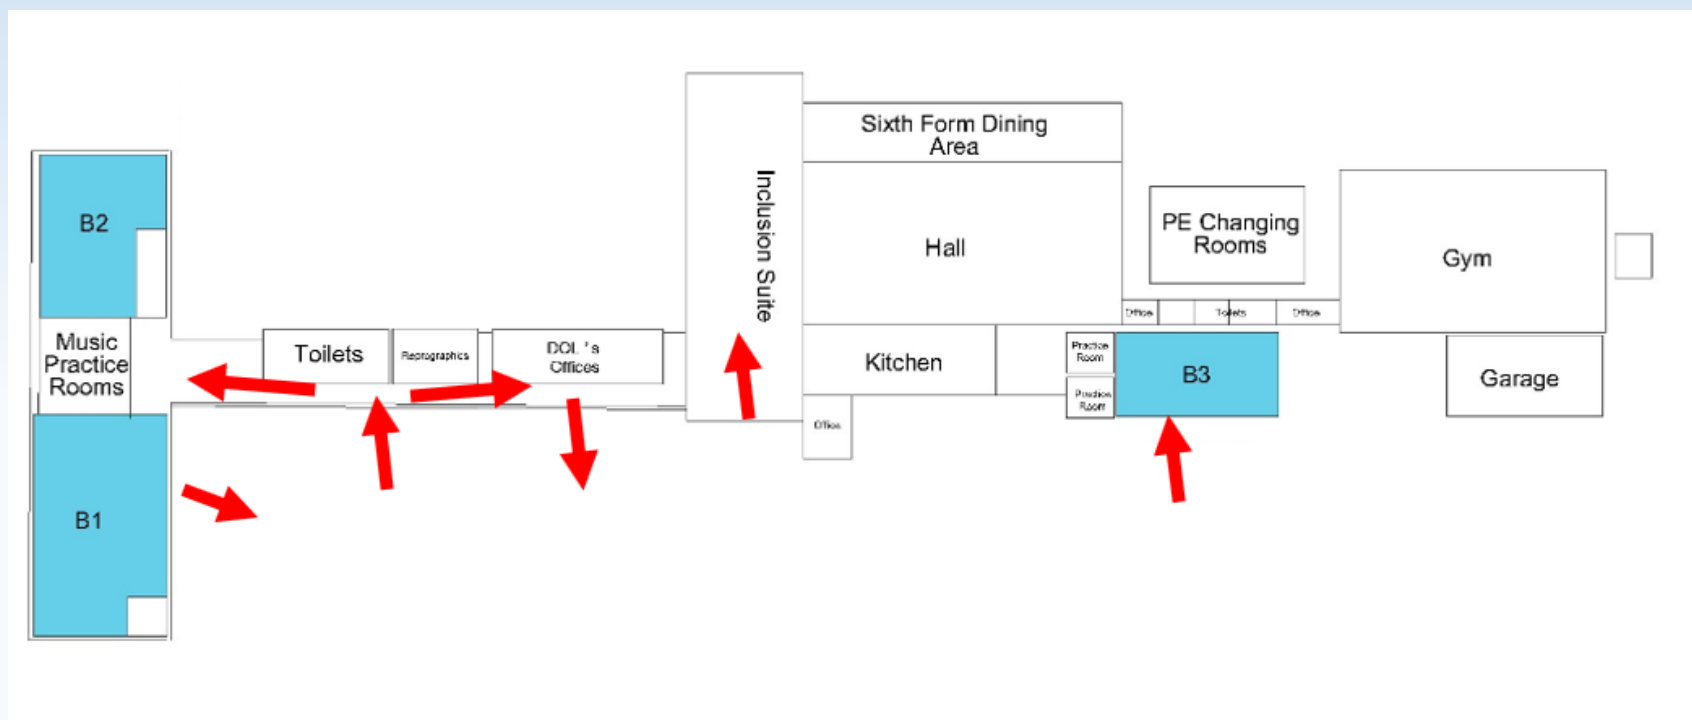 B2
Music
Practice
Rooms
B1
Toilets
Reprographics
DOL 's
Offices
Inclusion Suite
Sixth Form Dining
Area
Hall
Kitchen
Office
PE Changing
Rooms
Office
Toilets
Office
Practice
Room
Practice
Room
B3
Gym
Garage